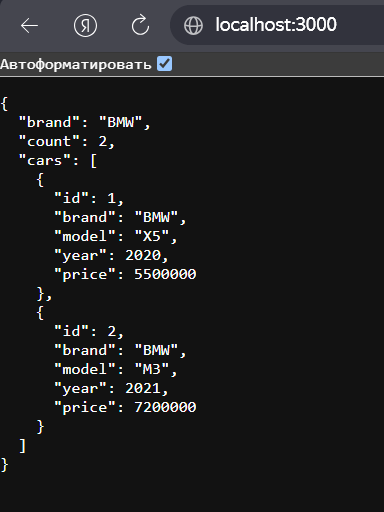 Я localhost:3000
Автоформатировать
{
  "brand": "BMW",
  "count": 2,
  "cars": [
    {
      "id": 1,
      "brand": "BMW",
      "model": "X5",
      "year": 2020,
      "price": 5500000
    },
    {
      "id": 2,
      "brand": "BMW",
      "model": "M3",
      "year": 2021,
      "price": 7200000
    }
  ]
}